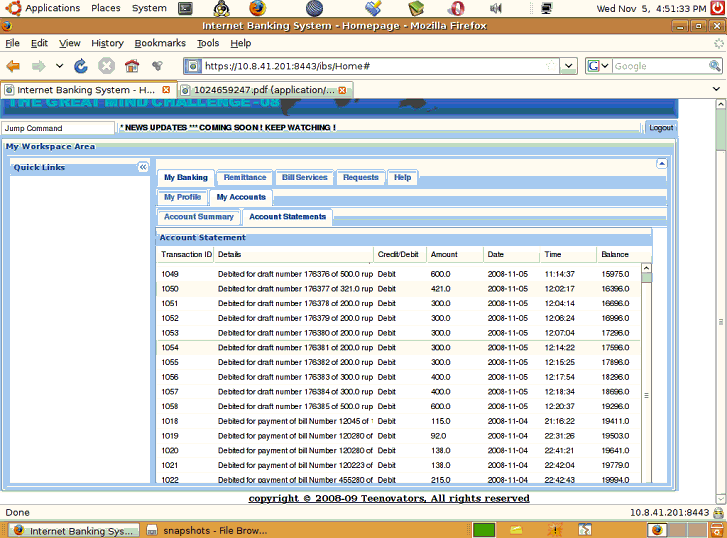 Applications Places System Wed Nov 5, 4:51:33 PM
Internet Banking System - Homepage - Mozilla Firefox
File Edit View History Bookmarks Tools Help
https://10.8.41.201:8443/ibs/Home#
Google
Internet Banking System - H... 1024659247.pdf (application/...
THE GREAT MIND CHALLENGE -08
Jump Command * NEWS UPDATES *** COMING SOON ! KEEP WATCHING ! Logout
My Workspace Area
Quick Links
My Banking Remittance Bill Services Requests Help
My Profile My Accounts
Account Summary Account Statements
Account Statement
Transaction ID Details Credit/Debit Amount Date Time Balance
1049 Debited for draft number 176376 of 500.0 rup Debit 600.0 2008-11-05 11:14:37 15975.0
1050 Debited for draft number 176377 of 321.0 rup Debit 421.0 2008-11-05 12:02:17 16396.0
1051 Debited for draft number 176378 of 200.0 rup Debit 300.0 2008-11-05 12:04:14 16696.0
1052 Debited for draft number 176379 of 200.0 rup Debit 300.0 2008-11-05 12:06:24 16996.0
1053 Debited for draft number 176380 of 200.0 rup Debit 300.0 2008-11-05 12:07:04 17296.0
1054 Debited for draft number 176381 of 200.0 rup Debit 300.0 2008-11-05 12:14:22 17596.0
1055 Debited for draft number 176382 of 200.0 rup Debit 300.0 2008-11-05 12:15:25 17896.0
1056 Debited for draft number 176383 of 300.0 rup Debit 400.0 2008-11-05 12:17:54 18296.0
1057 Debited for draft number 176384 of 300.0 rup Debit 400.0 2008-11-05 12:18:34 18696.0
1058 Debited for draft number 176385 of 500.0 rup Debit 600.0 2008-11-05 12:20:37 19296.0
1018 Debited for payment of bill Number 12045 of Debit 115.0 2008-11-04 21:16:22 19411.0
1019 Debited for payment of bill Number 120280 of Debit 92.0 2008-11-04 22:31:26 19503.0
1020 Debited for payment of bill Number 120280 of Debit 138.0 2008-11-04 22:41:21 19641.0
1021 Debited for payment of bill Number 120223 of Debit 138.0 2008-11-04 22:42:04 19779.0
1022 Debited for payment of bill Number 455280 of Debit 215.0 2008-11-04 22:42:43 19994.0
copyright © 2008-09 Teenovators. All rights reserved
Done 10.8.41.201:8443
Internet Banking Sys... snapshots - File Brow...